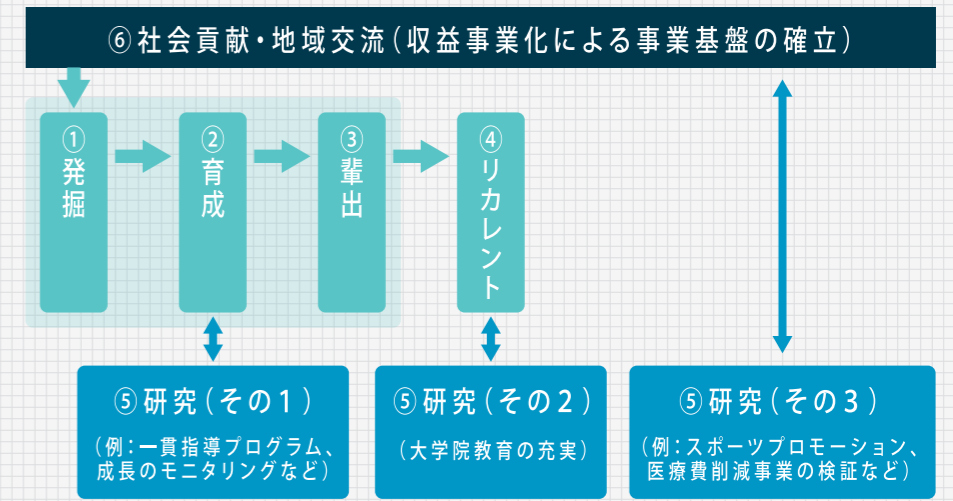 ⑥社会貢献・地域交流（収益事業化による事業基盤の確立）
①発掘
②育成
③輩出
④リカレント
⑤研究（その１）
（例：一貫指導プログラム、
成長のモニタリングなど）
⑤研究（その２）
（大学院教育の充実）
⑤研究（その３）
（例：スポーツプロモーション、
医療費削減事業の検証など）